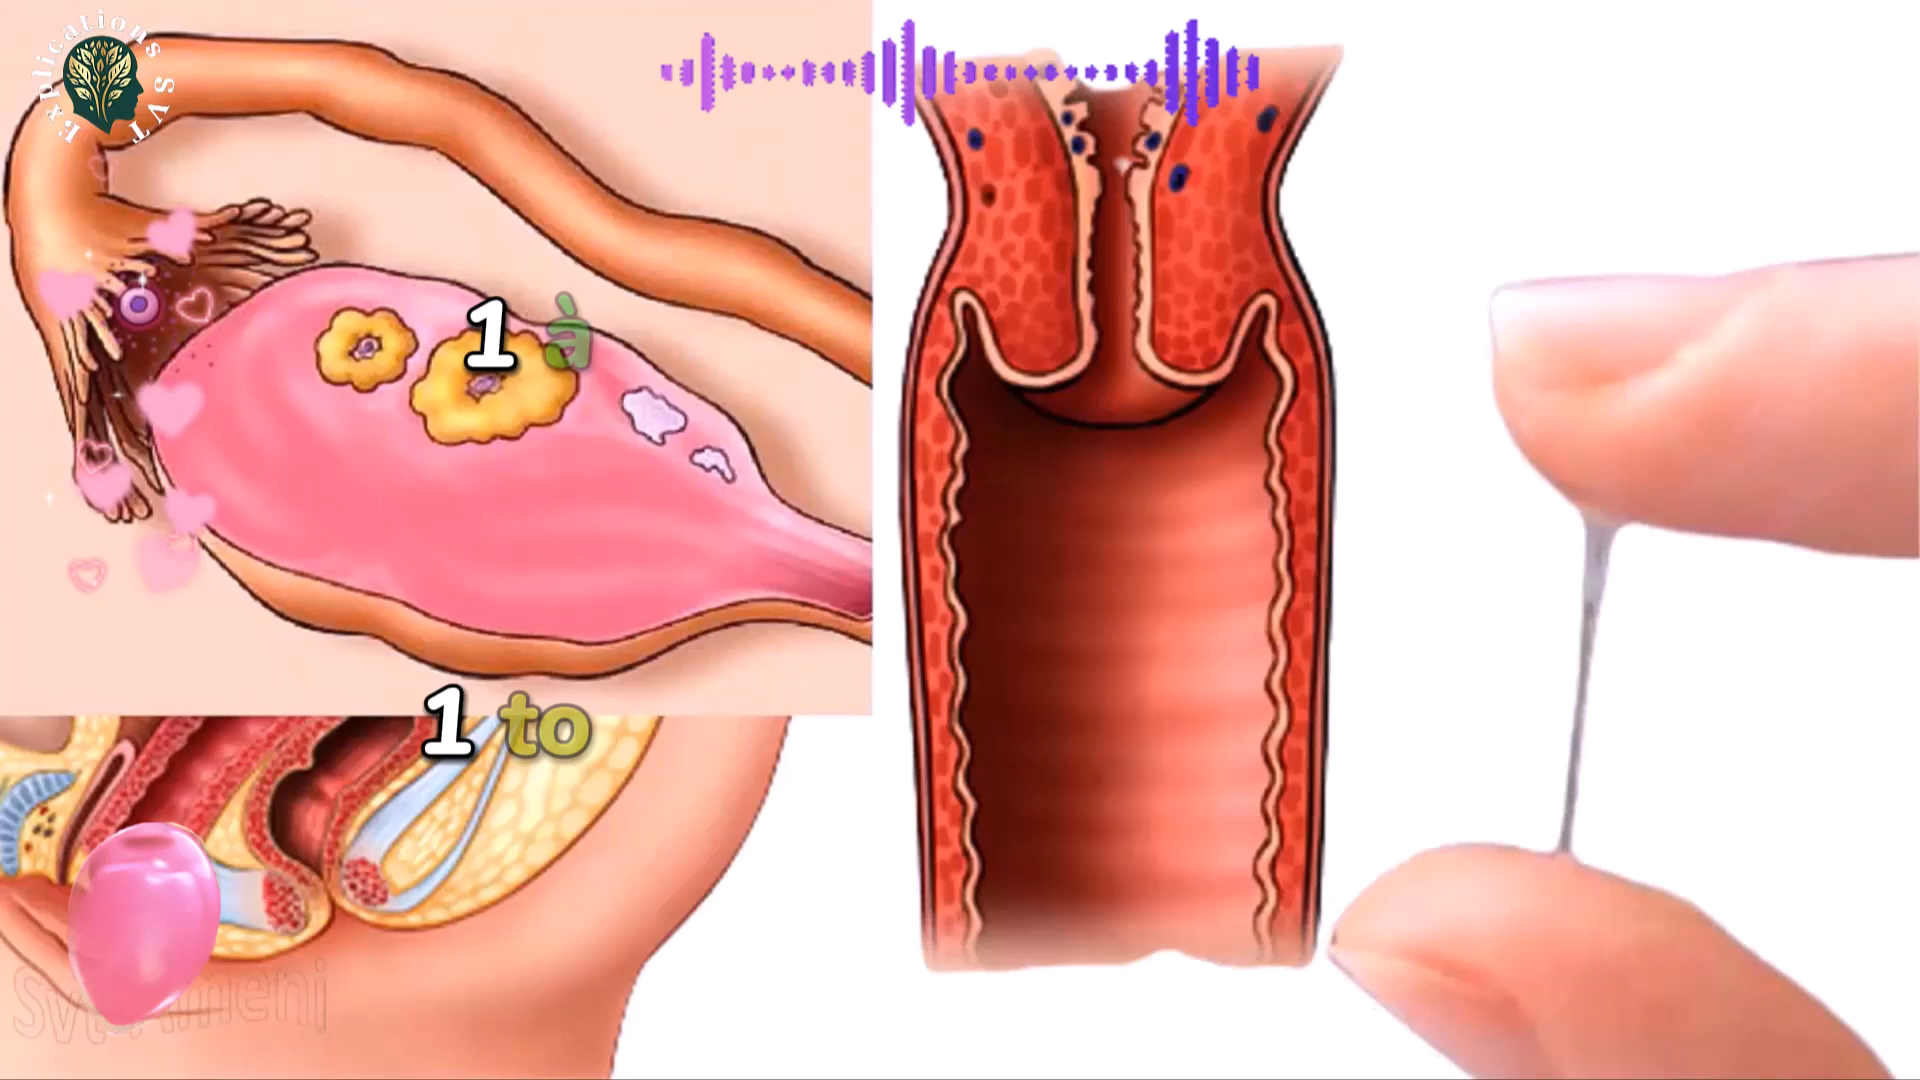 Explications SVT
1 à
1 to
Svt Ameni